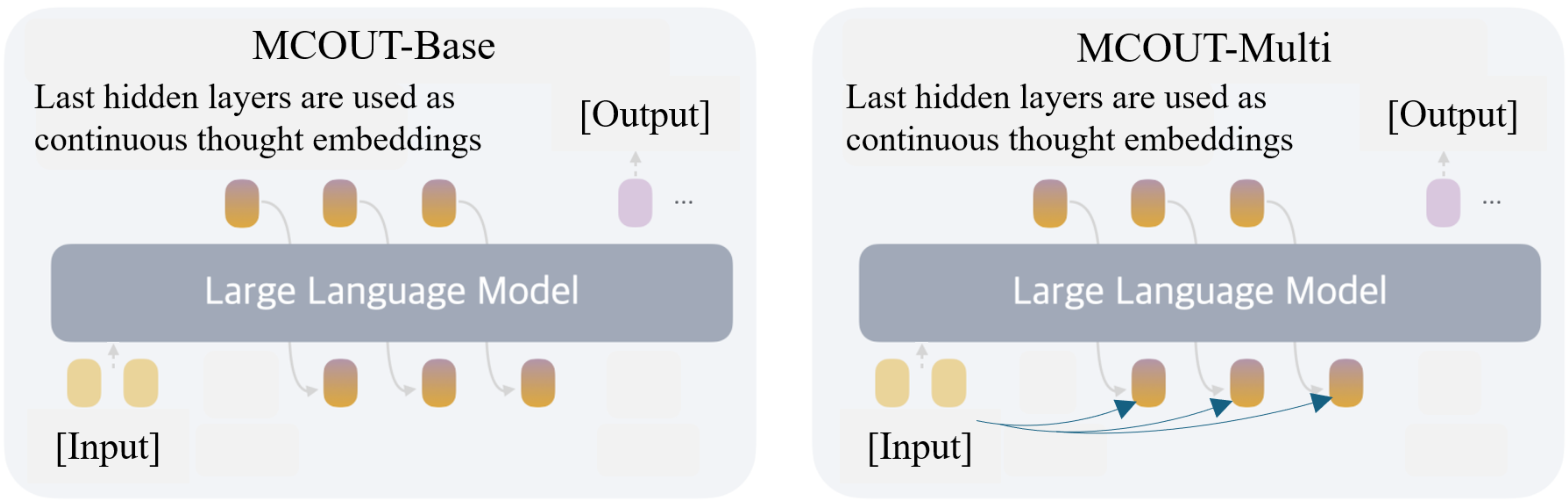 MCOUT-Base
Last hidden layers are used as
continuous thought embeddings
[Output]
...
Large Language Model
[Input]
MCOUT-Multi
Last hidden layers are used as
continuous thought embeddings
[Output]
...
Large Language Model
[Input]